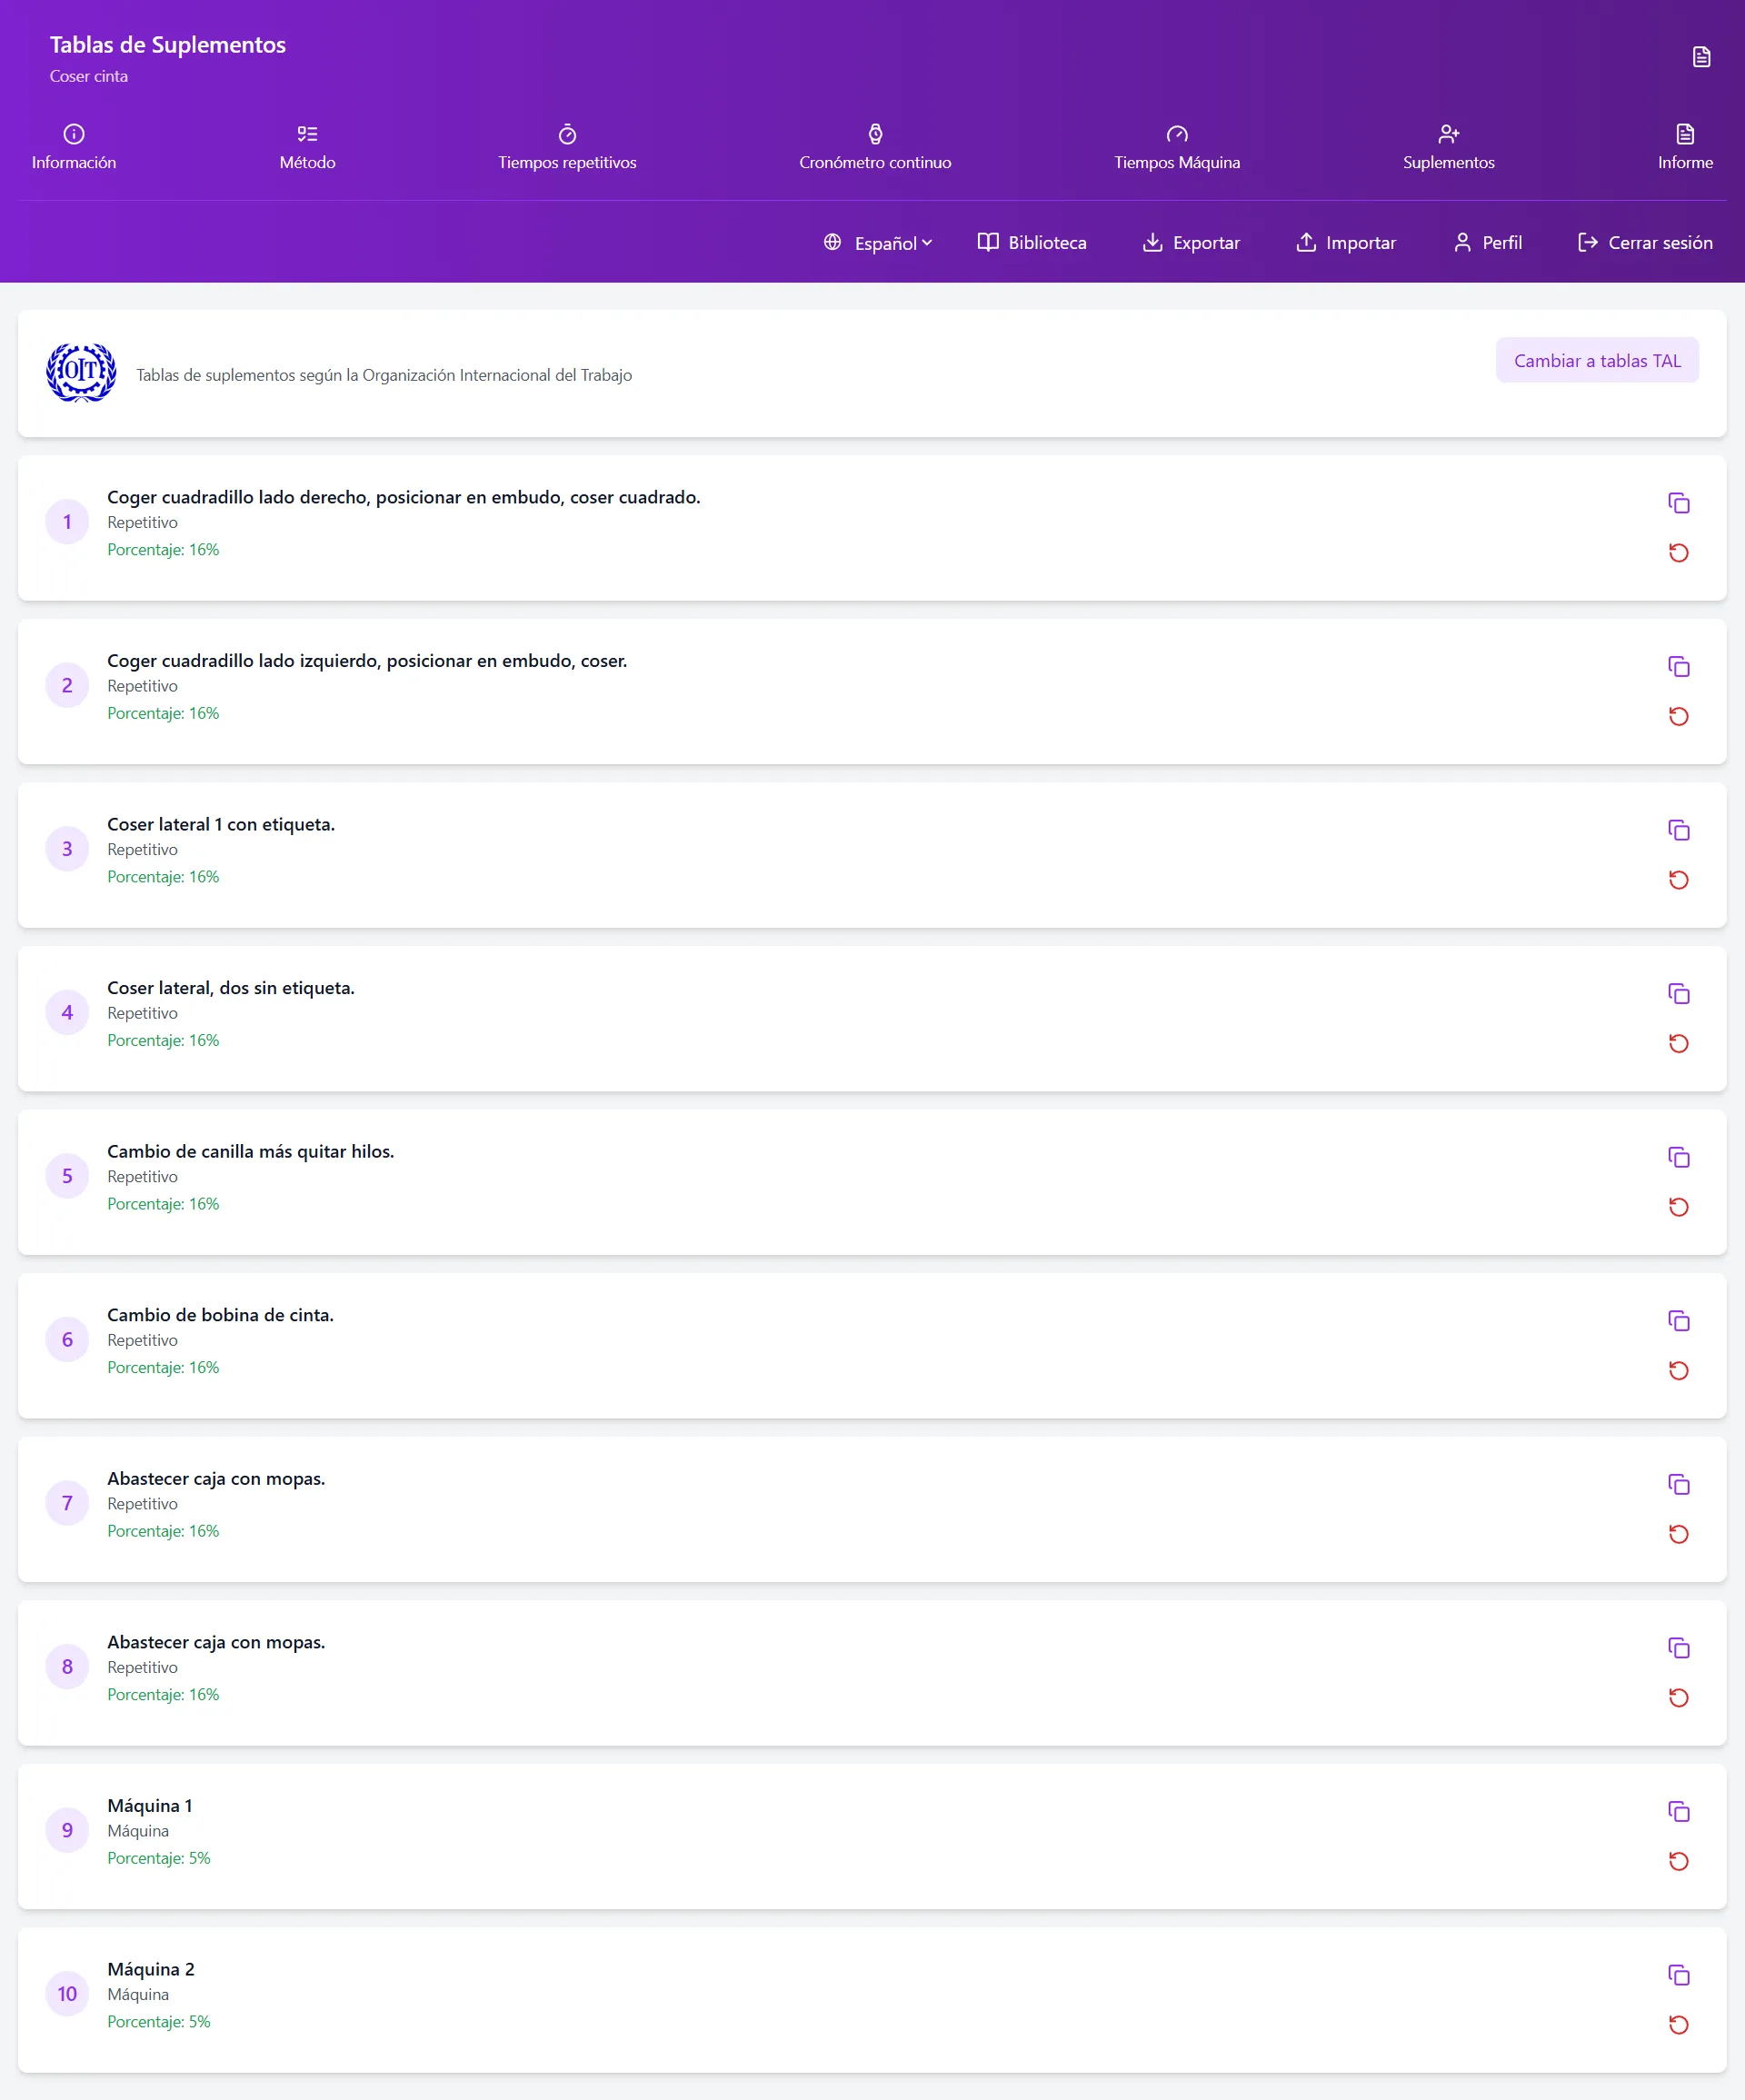 Tablas de Suplementos
Coser cinta
Información
Método
Tiempos repetitivos
Cronómetro continuo
Tiempos Máquina
Suplementos
Informe
Español
Biblioteca
Exportar
Importar
Perfil
Cerrar sesión
OIT
Tablas de suplementos según la Organización Internacional del Trabajo
Cambiar a tablas TAL
1
Coger cuadradillo lado derecho, posicionar en embudo, coser cuadrado.
Repetitivo
Porcentaje: 16%
2
Coger cuadradillo lado izquierdo, posicionar en embudo, coser.
Repetitivo
Porcentaje: 16%
3
Coser lateral 1 con etiqueta.
Repetitivo
Porcentaje: 16%
4
Coser lateral, dos sin etiqueta.
Repetitivo
Porcentaje: 16%
5
Cambio de canilla más quitar hilos.
Repetitivo
Porcentaje: 16%
6
Cambio de bobina de cinta.
Repetitivo
Porcentaje: 16%
7
Abastecer caja con mopas.
Repetitivo
Porcentaje: 16%
8
Abastecer caja con mopas.
Repetitivo
Porcentaje: 16%
9
Máquina 1
Máquina
Porcentaje: 5%
10
Máquina 2
Máquina
Porcentaje: 5%